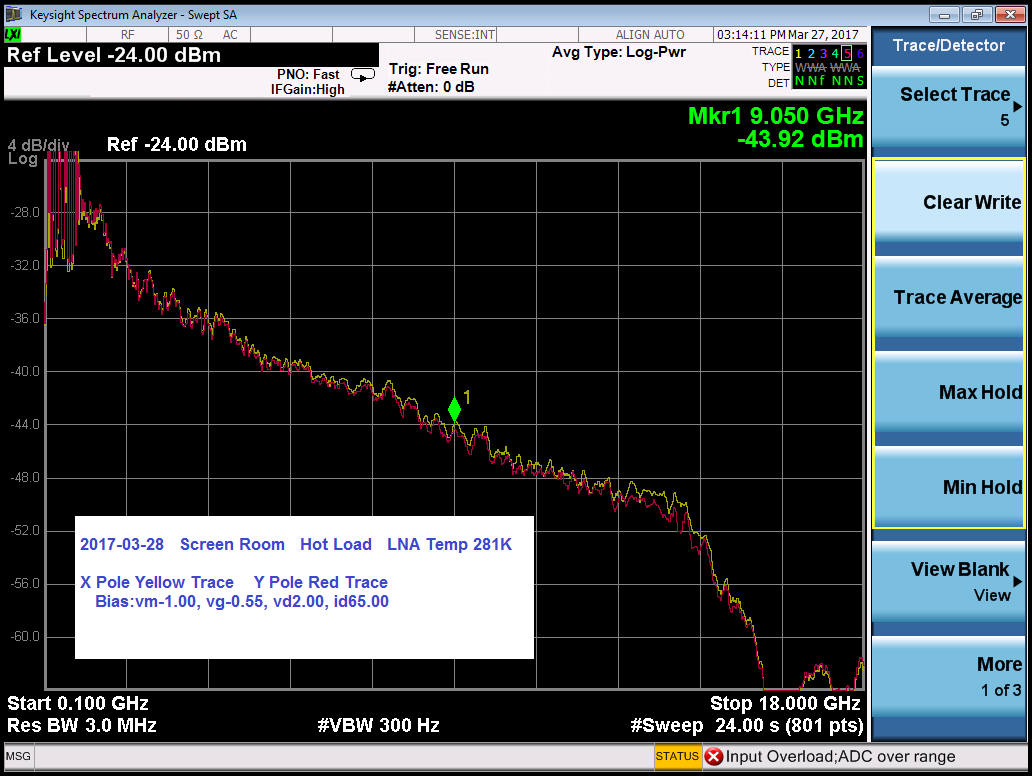 Keysight Spectrum Analyzer - Swept SA
LXI RF 50 Ω AC SENSE:INT ALIGN AUTO 03:14:11 PM Mar 27, 2017
Ref Level -24.00 dBm
PNO: Fast
IFGain:High
Trig: Free Run
#Atten: 0 dB
Avg Type: Log-Pwr
TRACE 1 2 3 4 5 6
TYPE WWA WWA
DET N N f N N S
Mkr1 9.050 GHz
-43.92 dBm
4 dB/div
Log
Ref -24.00 dBm
-28.0
-32.0
-36.0
-40.0
-44.0
-48.0
-52.0
-56.0
-60.0
1
2017-03-28 Screen Room Hot Load LNA Temp 281K
X Pole Yellow Trace Y Pole Red Trace
Bias:vm-1.00, vg-0.55, vd2.00, id65.00
Start 0.100 GHz
Stop 18.000 GHz
Res BW 3.0 MHz
#VBW 300 Hz
#Sweep 24.00 s (801 pts)
MSG
STATUS
Input Overload;ADC over range
Trace/Detector
Select Trace
5
Clear Write
Trace Average
Max Hold
Min Hold
View Blank
View
More
1 of 3